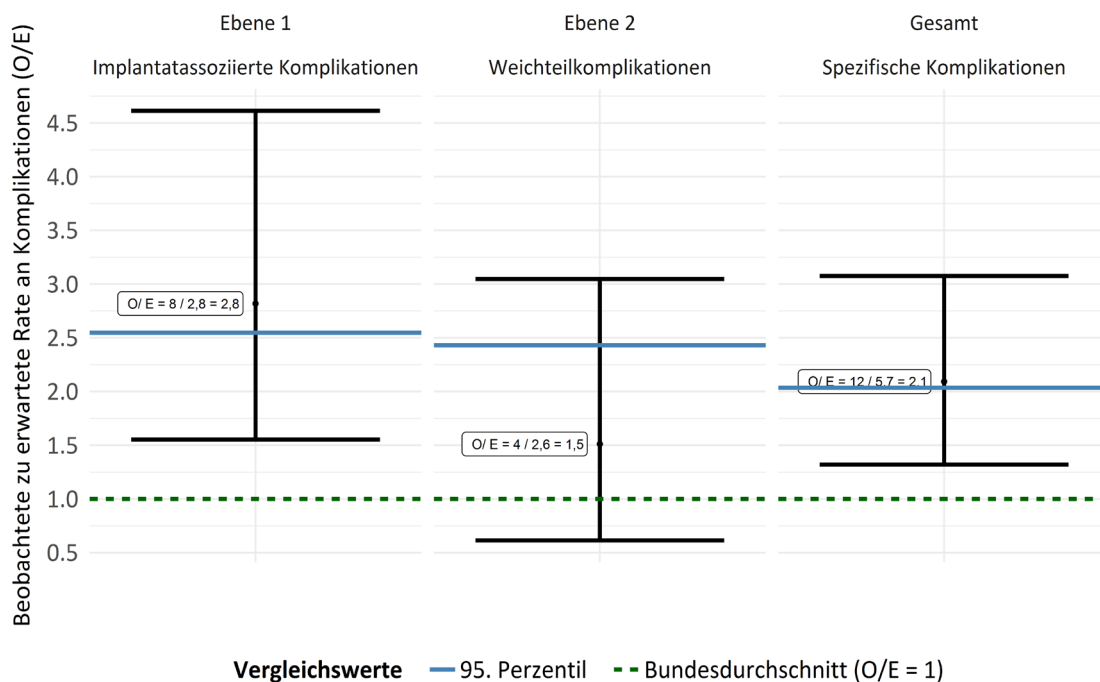 Ebene 1
Ebene 2
Gesamt
Implantatassoziierte Komplikationen
Weichteilkomplikationen
Spezifische Komplikationen
Beobachtete zu erwartete Rate an Komplikationen (O/E)
4.5
4.0
3.5
3.0
2.5
2.0
1.5
1.0
0.5
O/ E = 8 / 2,8 = 2,8
O/ E = 4 / 2,6 = 1,5
O/ E = 12 / 5,7 = 2,1
Vergleichswerte 95. Perzentil Bundesdurchschnitt (O/E = 1)